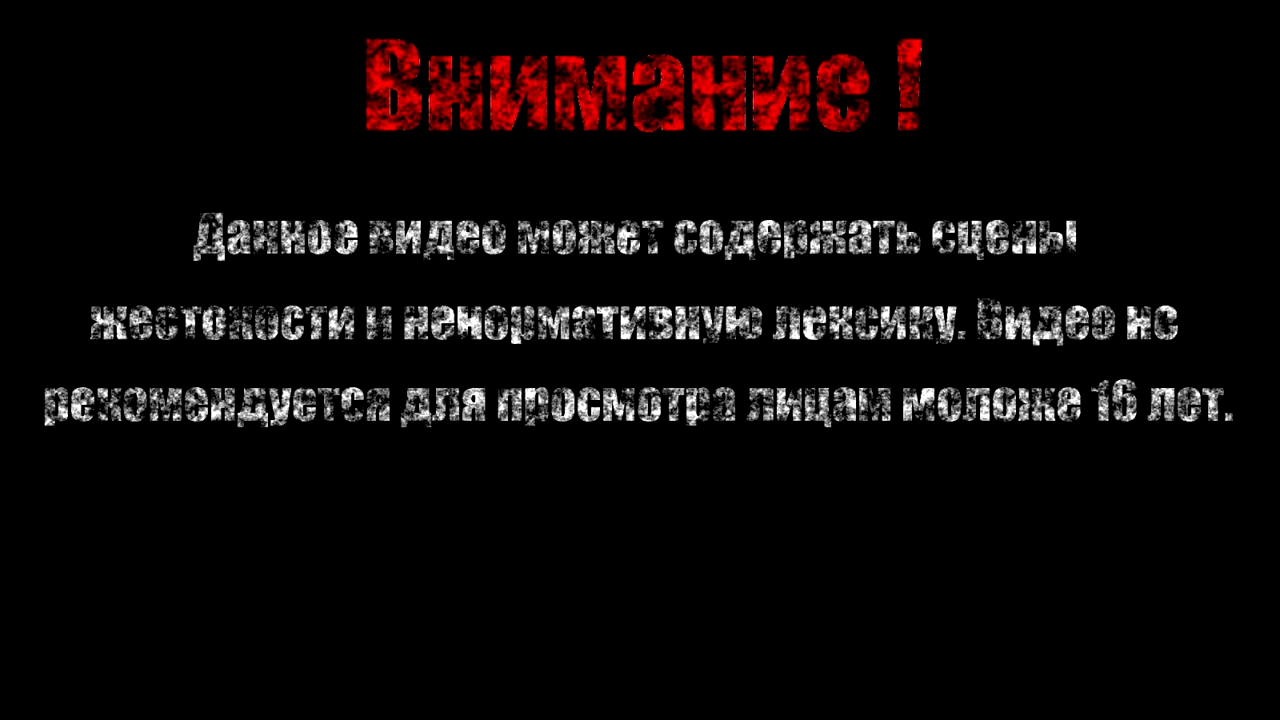 Внимание !
Данное видео может содержать сцены
жестокости и ненормативную лексику. Видео не
рекомендуется для просмотра лицам моложе 16 лет.